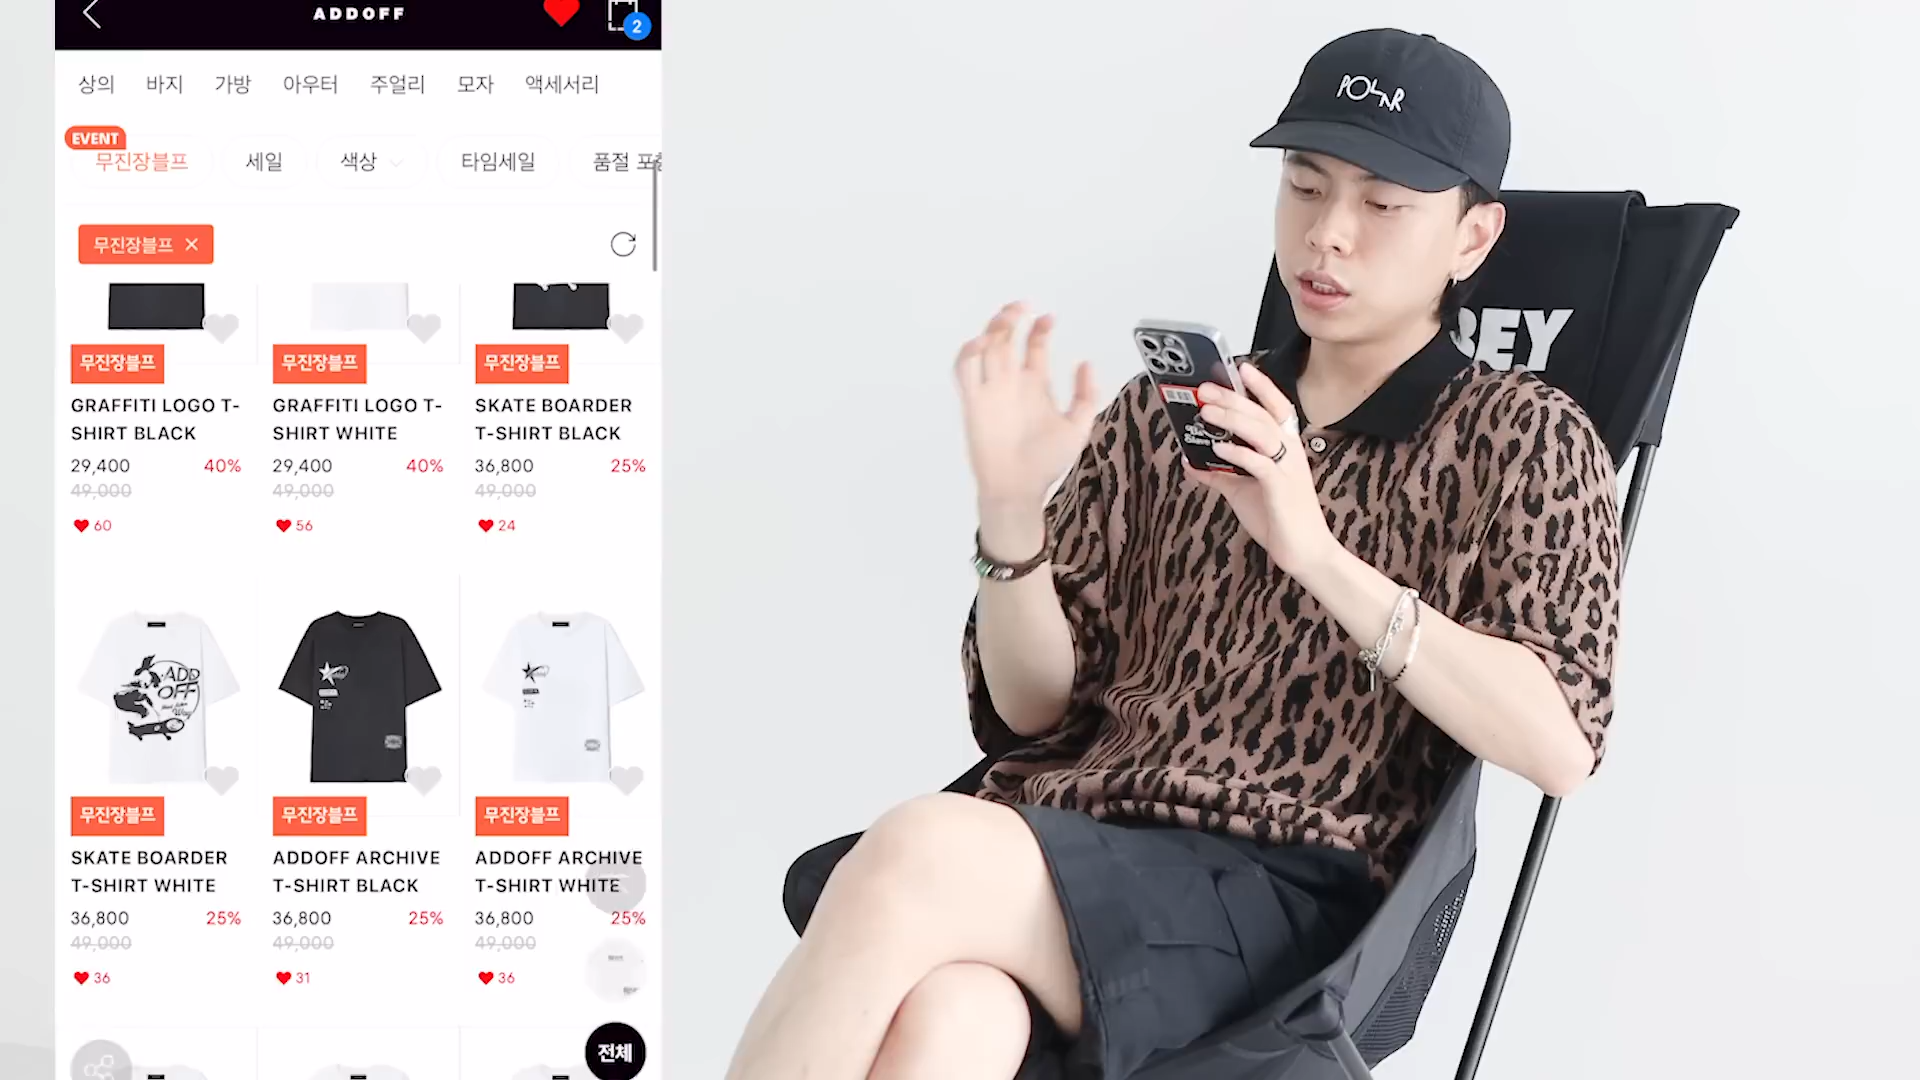 ADDOFF
2
상의 바지 가방 아우터 주얼리 모자 액세서리
EVENT
무진장블프 세일 색상 타임세일 품절
무진장블프 ×
무진장블프 무진장블프 무진장블프
GRAFFITI LOGO T-
SHIRT BLACK
29,400 40%
49,000
60
GRAFFITI LOGO T-
SHIRT WHITE
29,400 40%
49,000
56
SKATE BOARDER
T-SHIRT BLACK
36,800 25%
49,000
24
ADD
OFF
무진장블프 무진장블프 무진장블프
SKATE BOARDER
T-SHIRT WHITE
36,800 25%
49,000
36
ADDOFF ARCHIVE
T-SHIRT BLACK
36,800 25%
49,000
31
ADDOFF ARCHIVE
T-SHIRT WHITE
36,800 25%
49,000
36
전체
POLAR
BEY